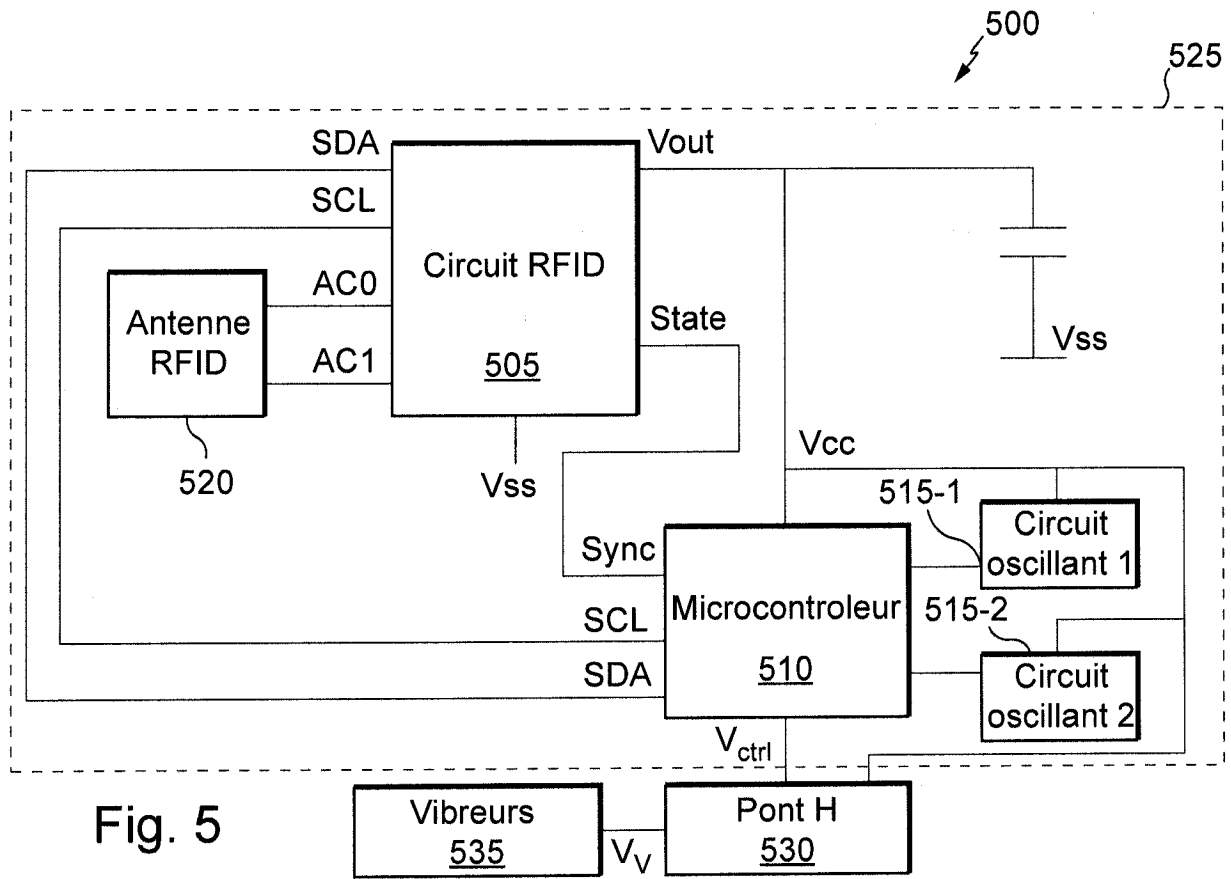 500
525
SDA
Vout
SCL
Circuit RFID
AC0
Antenne
RFID
State
AC1
505
Vss
520
Vss
Vcc
515-1
Circuit
oscillant 1
Sync
Microcontroleur
SCL
515-2
510
SDA
Circuit
oscillant 2
Vctrl
Fig. 5
Vibreurs
535
VV
Pont H
530